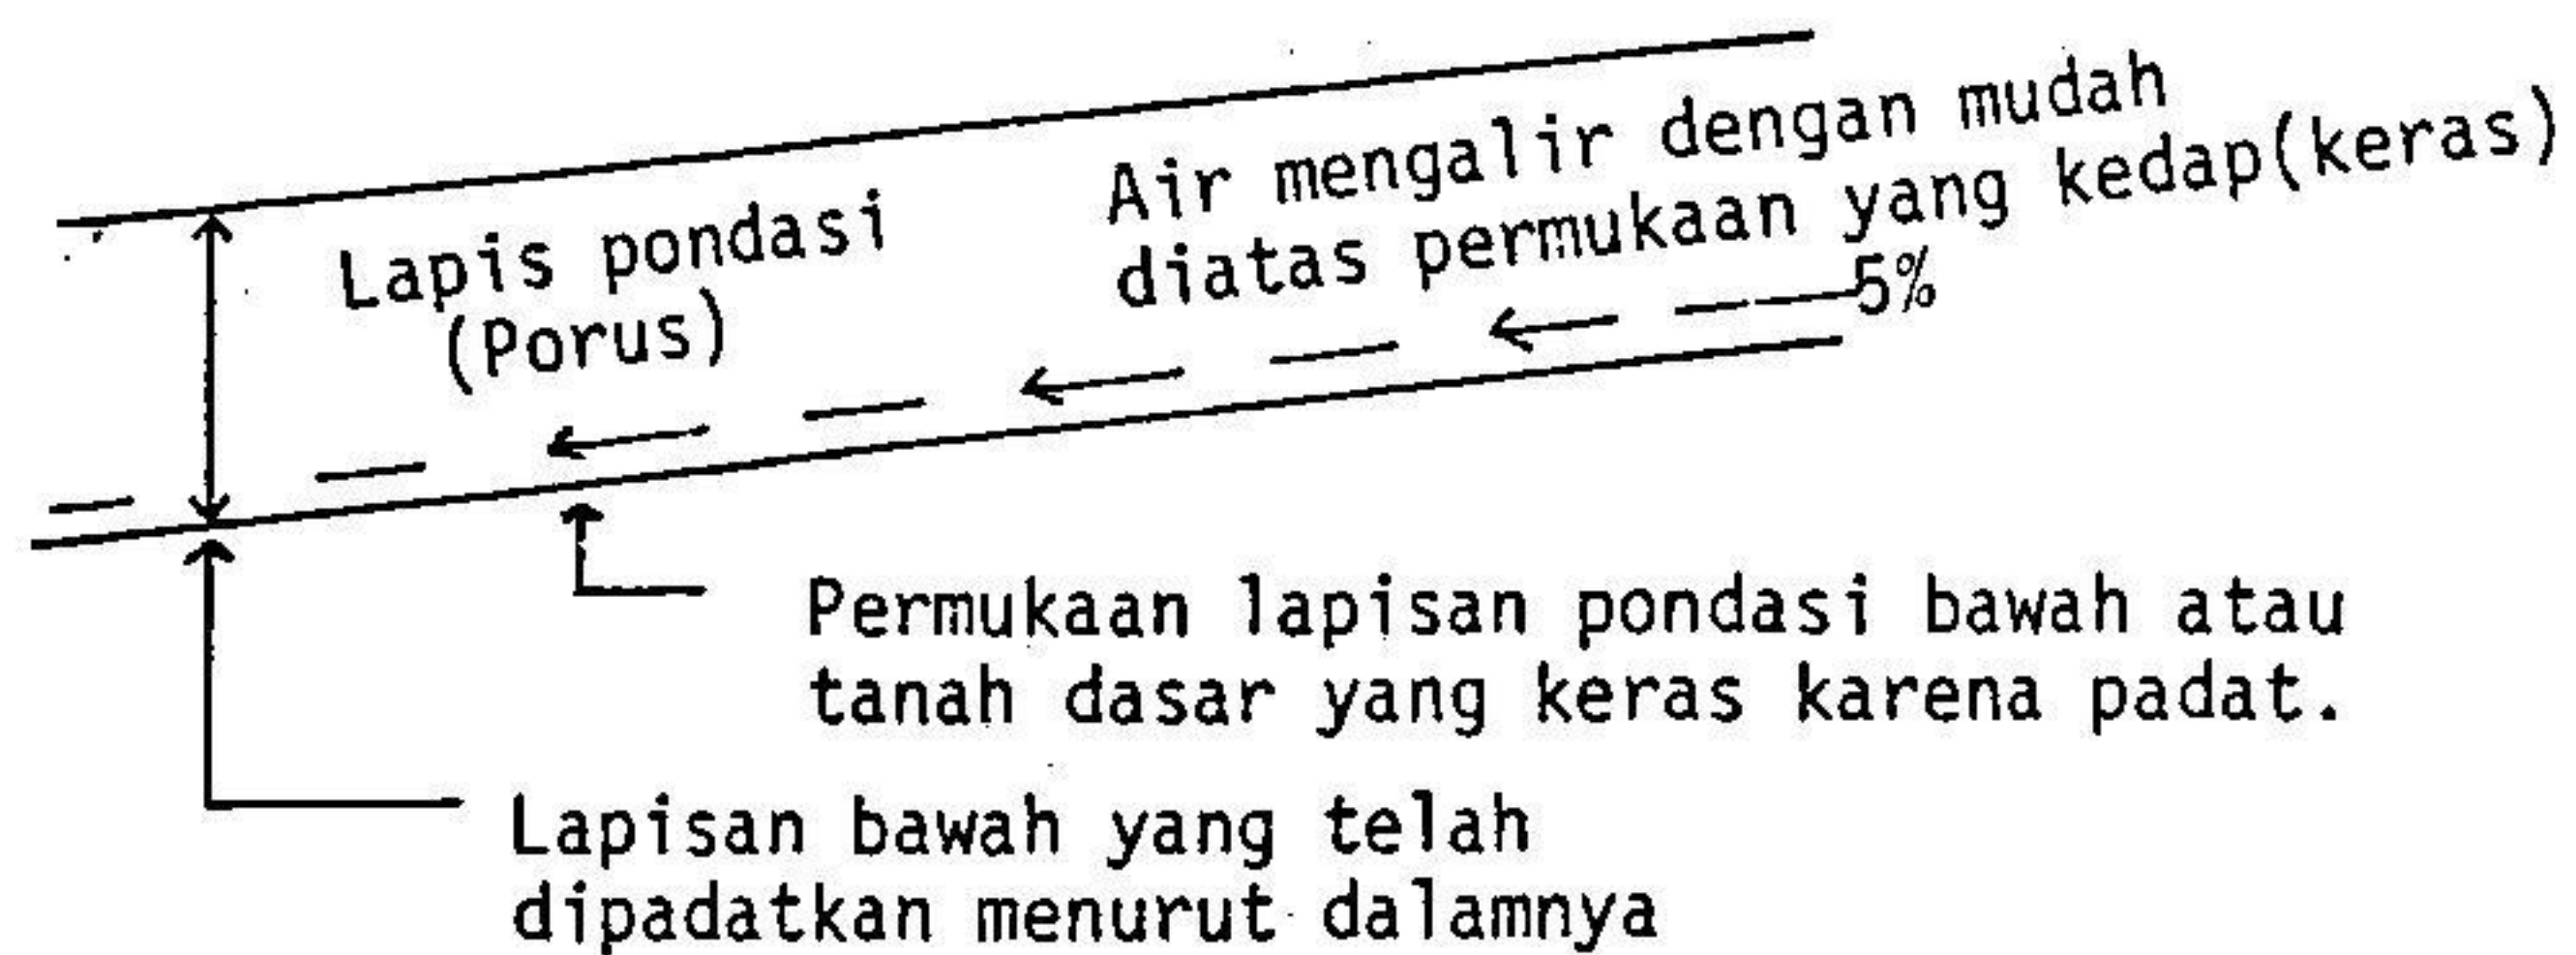 Air mengalir dengan mudah
diatas permukaan yang kedap(keras)
Lapis pondasi
(Porus)
5%
Permukaan lapisan pondasi bawah atau
tanah dasar yang keras karena padat.
Lapisan bawah yang telah
dipadatkan menurut dalamnya